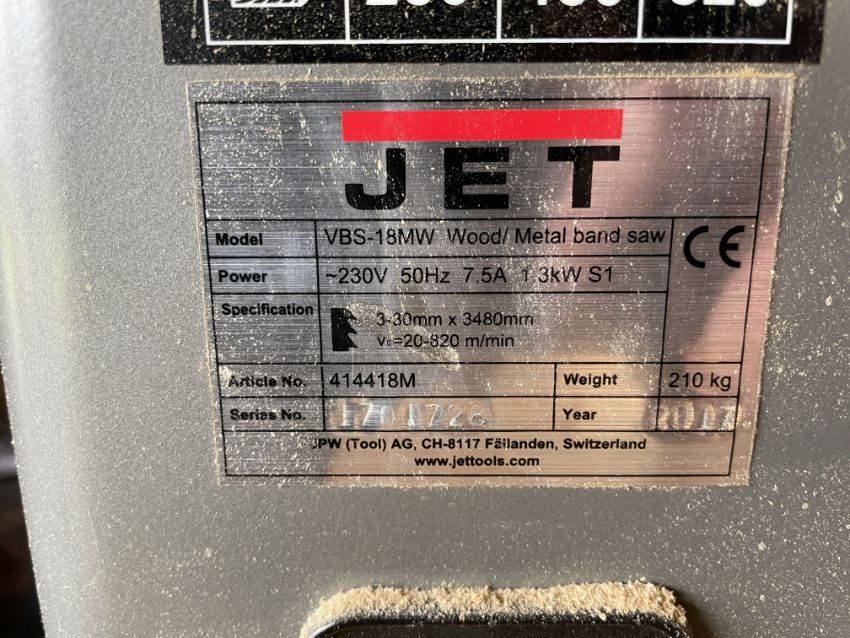 JET
Model VBS-18MW Wood/ Metal band saw CE
Power ~230V 50Hz 7.5A 1.3kW S1
Specification 3-30mm x 3480mm
Vc=20-820 m/min
Article No. 414418M Weight 210 kg
Series No. Year 2017
JPW (Tool) AG, CH-8117 Fällanden, Switzerland
www.jettools.com